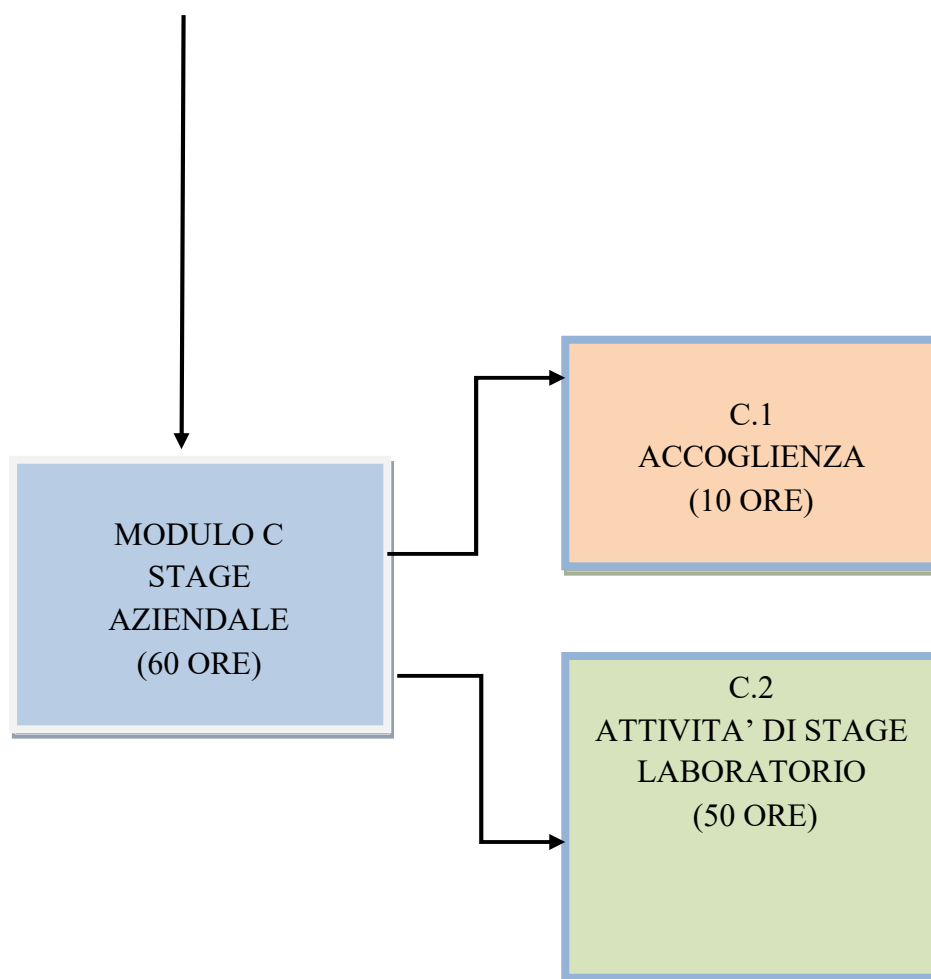 MODULO C
STAGE
AZIENDALE
(60 ORE)
C.1
ACCOGLIENZA
(10 ORE)
C.2
ATTIVITA’ DI STAGE
LABORATORIO
(50 ORE)